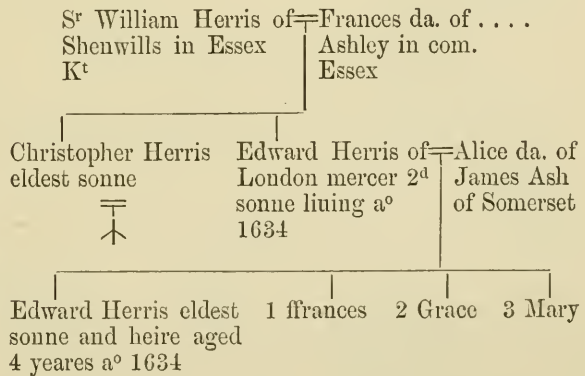 Sr William Herris of
Shenwills in Essex
Kt
Frances da. of . . . .
Ashley in com.
Essex
Christopher Herris
eldest sonne
Edward Herris of
London mercer 2d
sonne liuing ao
1634
Alice da. of
James Ash
of Somerset
Edward Herris eldest
sonne and heire aged
4 yeares ao 1634
1 ffrances
2 Grace
3 Mary